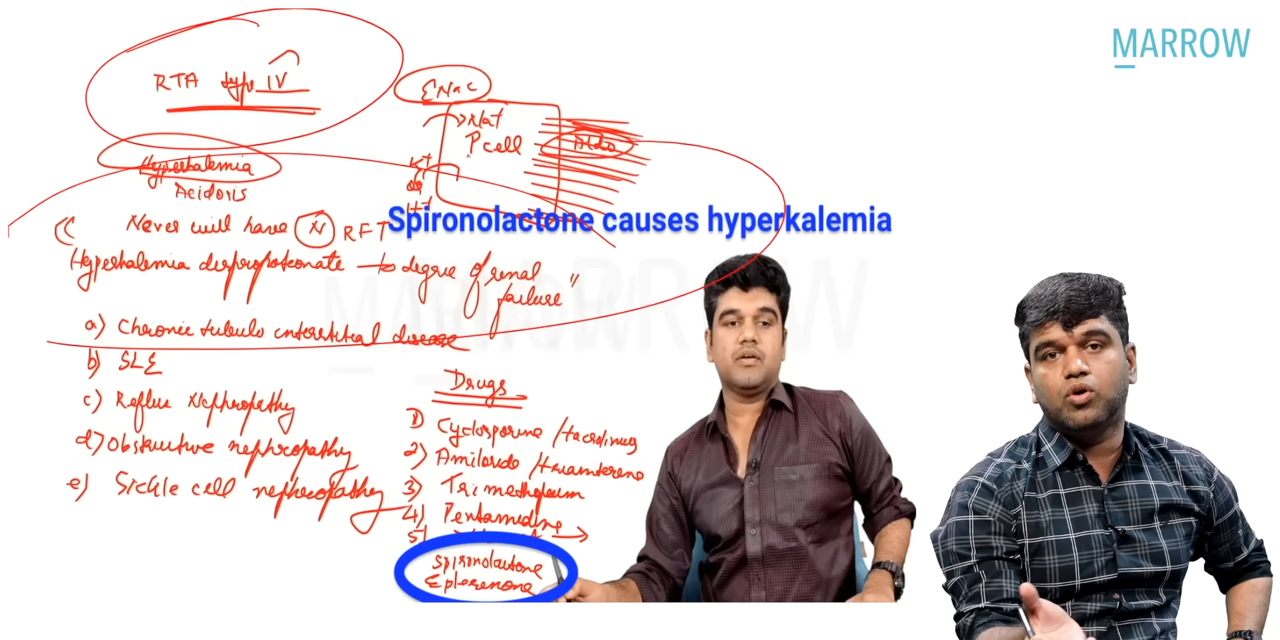 MARROW
RTA type IV
ENaC
Nat
P cell
Aldo
K+
H+
Hyperkalemia
Acidosis
Never will have N RFT
Spironolactone causes hyperkalemia
Hyperkalemia disproportionate to degree of renal
failure"
a) Chronic tubulo interstitial disease
b) SLE
c) Reflux Nephropathy
d) Obstructive nephropathy
e) Sickle cell nephropathy
Drugs
1) Cyclosporine / tacrolimus
2) Amiloride / triamterene
3) Trimethoprim
4) Pentamidine
5)
Spironolactone
Eplerenone